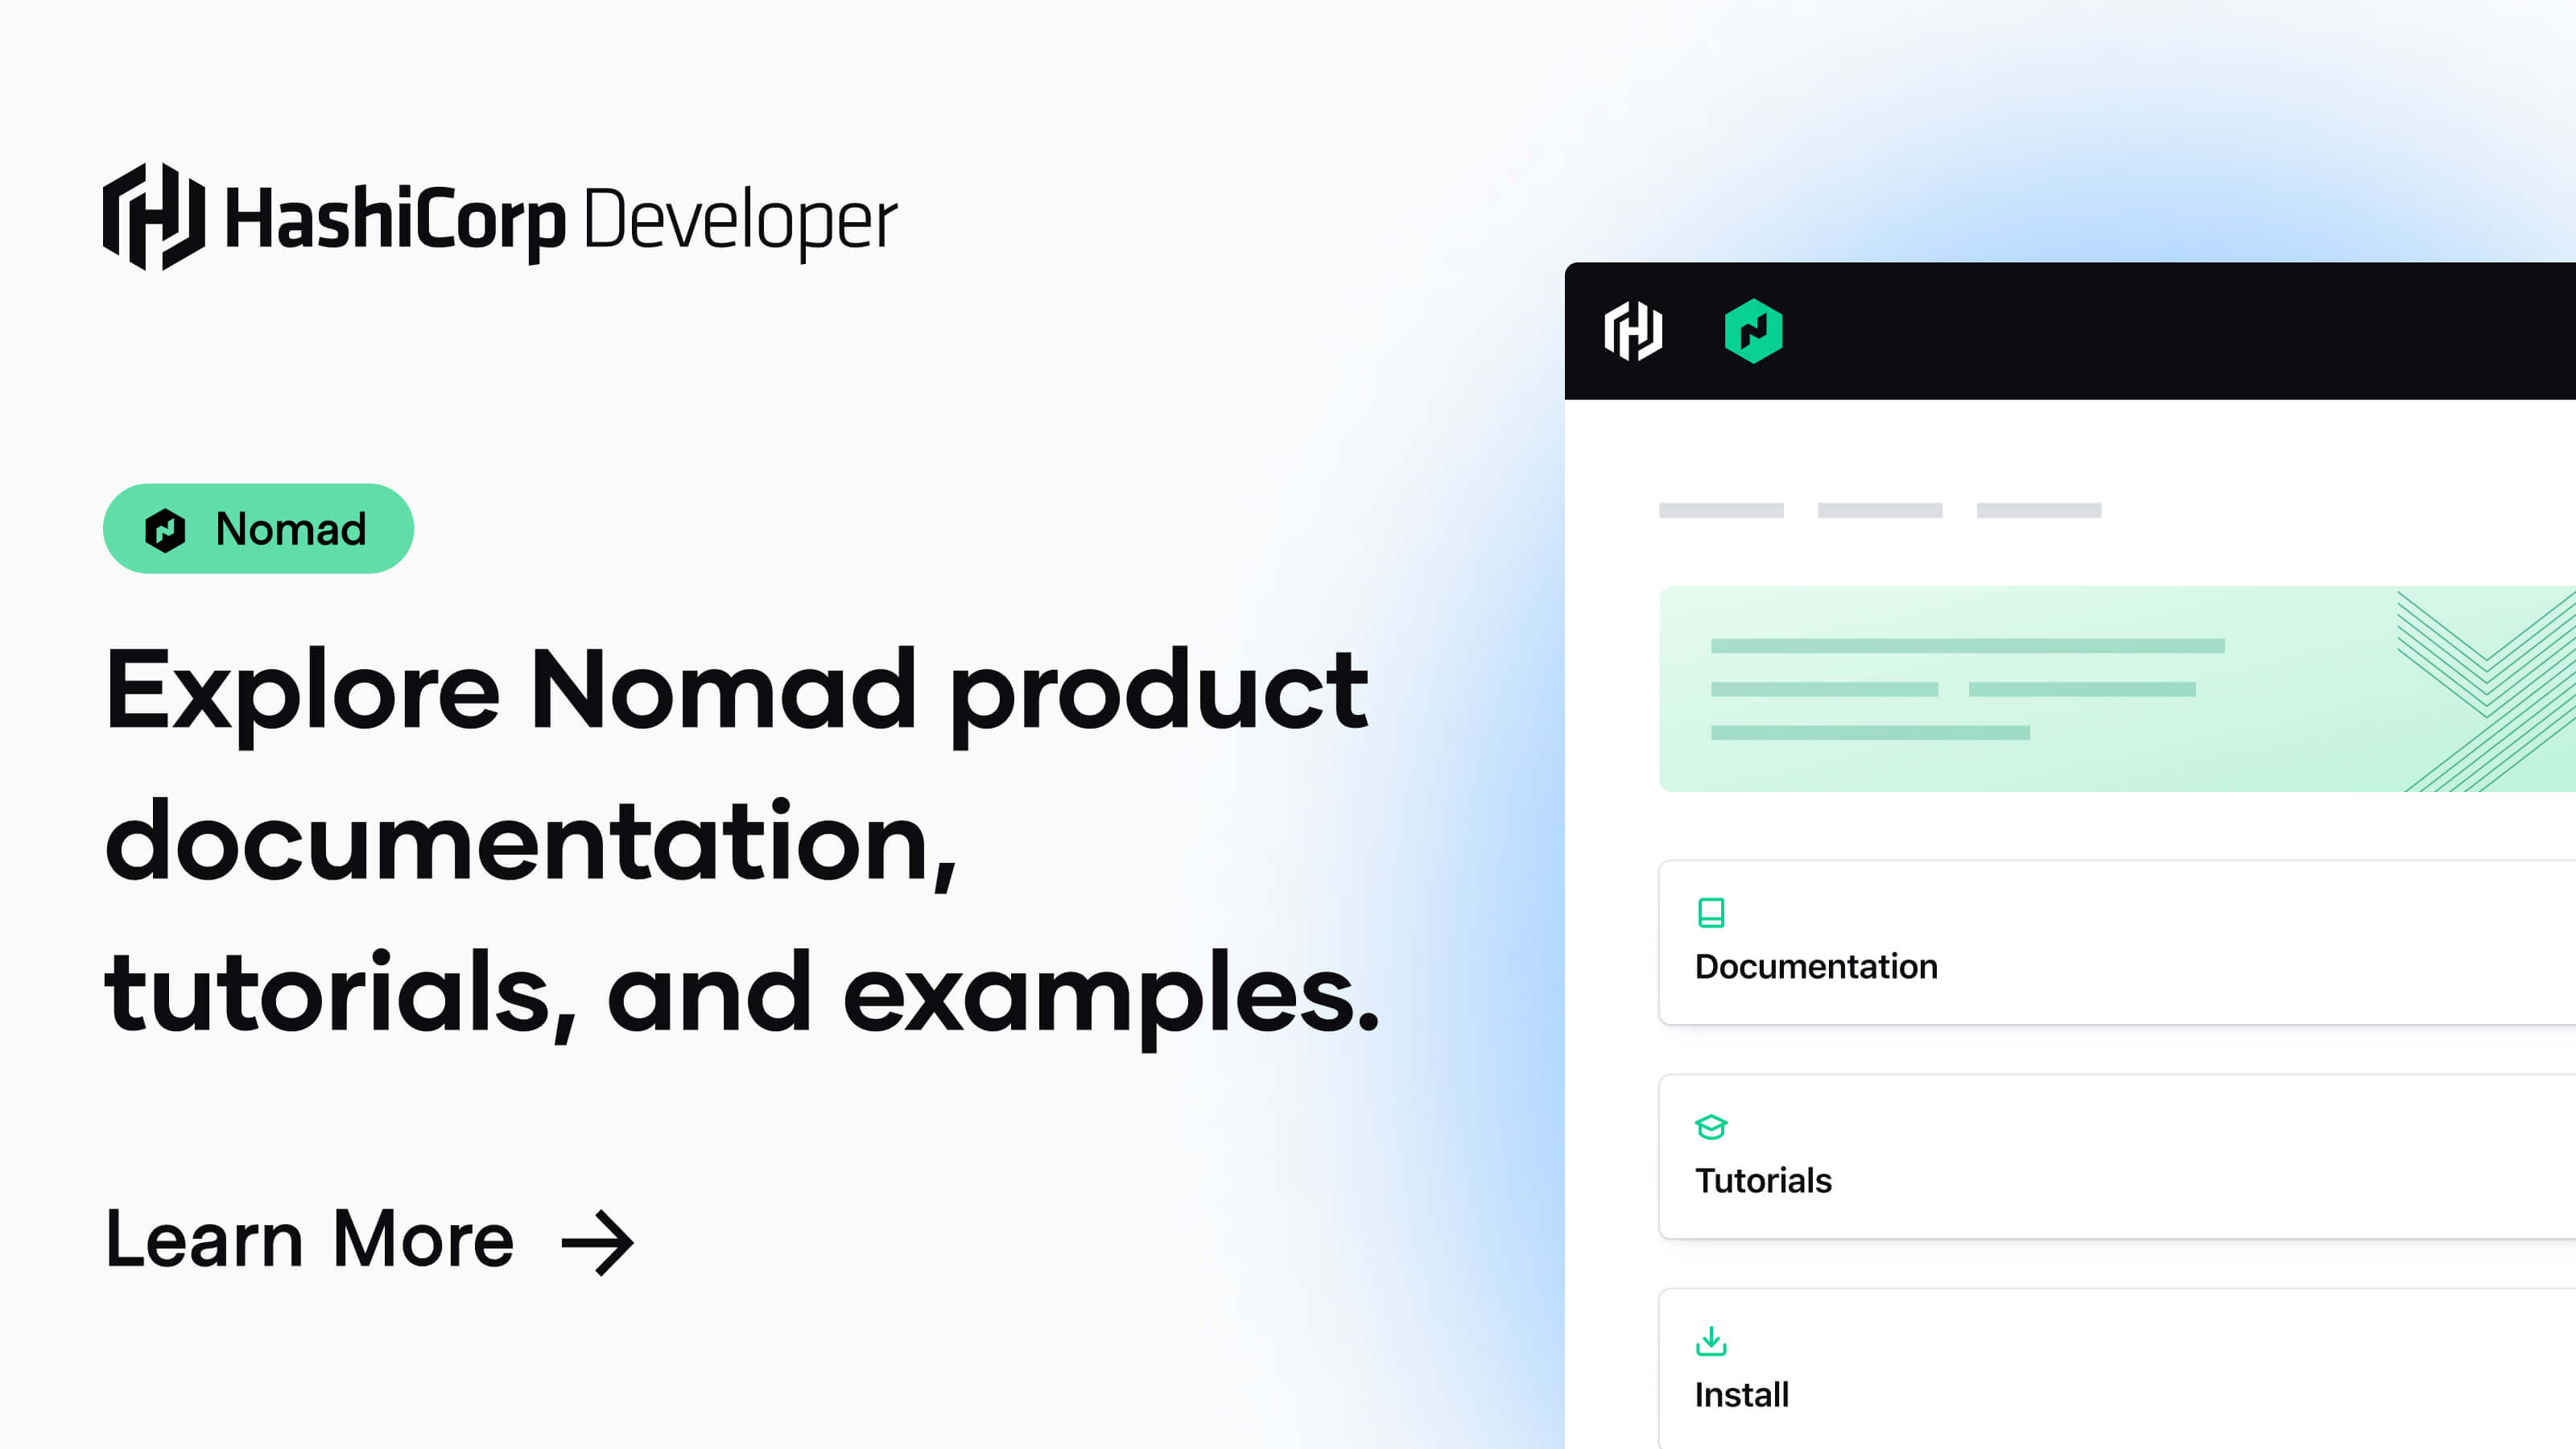 HashiCorp Developer
Nomad
Explore Nomad product
documentation,
tutorials, and examples.
Learn More
Documentation
Tutorials
Install